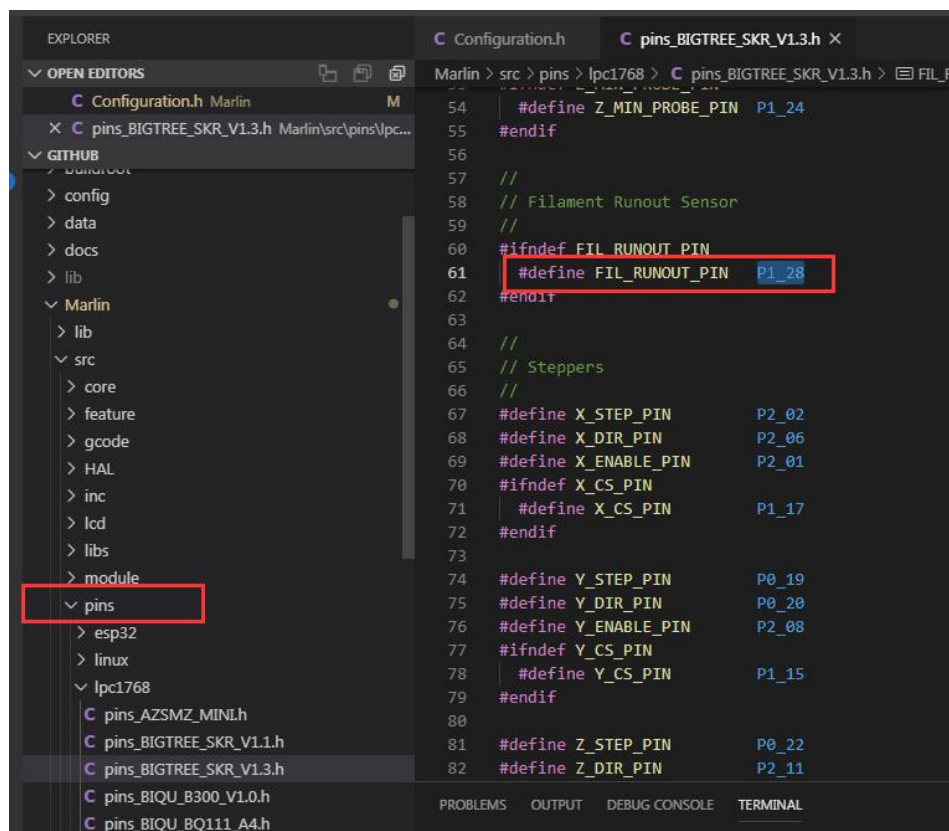 EXPLORER
OPEN EDITORS
C Configuration.h Marlin M
X C pins_BIGTREE_SKR_V1.3.h Marlin\src\pins\lpc...
GITHUB
buildroot
> config
> data
> docs
> lib
Marlin
> lib
src
> core
> feature
> gcode
> HAL
> inc
> lcd
> libs
> module
pins
> esp32
> linux
lpc1768
C pins_AZSMZ_MINI.h
C pins_BIGTREE_SKR_V1.1.h
C pins_BIGTREE_SKR_V1.3.h
C pins_BIQU_B300_V1.0.h
C pins_BIQU_BQ111_A4.h
C Configuration.h C pins_BIGTREE_SKR_V1.3.h X
Marlin > src > pins > lpc1768 > C pins_BIGTREE_SKR_V1.3.h > FIL_R
54 #define Z_MIN_PROBE_PIN P1_24
55 #endif
56
57 //
58 // Filament Runout Sensor
59 //
60 #ifndef FIL_RUNOUT_PIN
61 #define FIL_RUNOUT_PIN P1_28
62 #endif
63
64 //
65 // Steppers
66 //
67 #define X_STEP_PIN P2_02
68 #define X_DIR_PIN P2_06
69 #define X_ENABLE_PIN P2_01
70 #ifndef X_CS_PIN
71 #define X_CS_PIN P1_17
72 #endif
73
74 #define Y_STEP_PIN P0_19
75 #define Y_DIR_PIN P0_20
76 #define Y_ENABLE_PIN P2_08
77 #ifndef Y_CS_PIN
78 #define Y_CS_PIN P1_15
79 #endif
80
81 #define Z_STEP_PIN P0_22
82 #define Z_DIR_PIN P2_11
PROBLEMS OUTPUT DEBUG CONSOLE TERMINAL